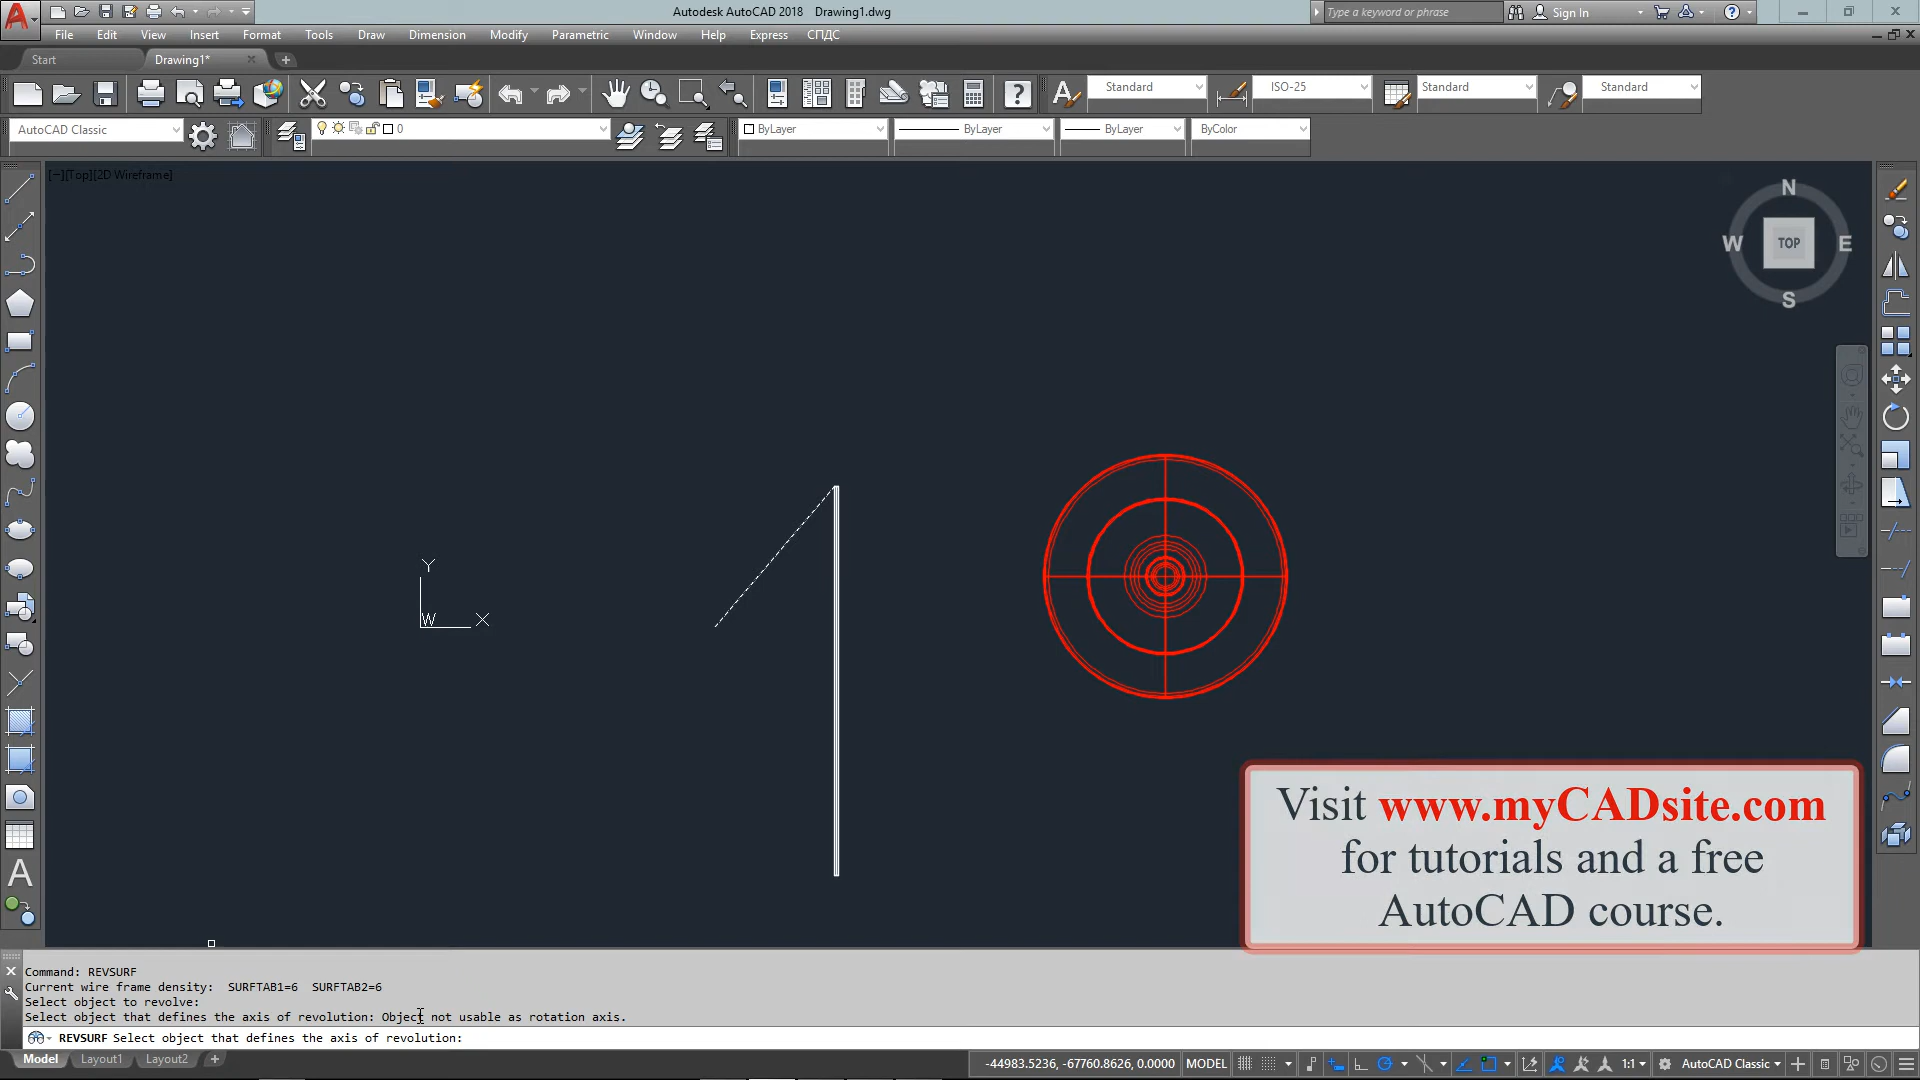 Autodesk AutoCAD 2018 Drawing1.dwg
Type a keyword or phrase
Sign In
File Edit View Insert Format Tools Draw Dimension Modify Parametric Window Help Express СПДС
Start
Drawing1*
Standard
ISO-25
Standard
Standard
AutoCAD Classic
0
ByLayer
ByLayer
ByLayer
ByColor
[−][Top][2D Wireframe]
N
W
TOP
E
S
Y
W X
A
Visit www.myCADsite.com
for tutorials and a free
AutoCAD course.
Command: REVSURF
Current wire frame density: SURFTAB1=6 SURFTAB2=6
Select object to revolve:
Select object that defines the axis of revolution: Object not usable as rotation axis.
REVSURF Select object that defines the axis of revolution:
Model Layout1 Layout2 +
-44983.5236, -67760.8626, 0.0000 MODEL
1:1
AutoCAD Classic